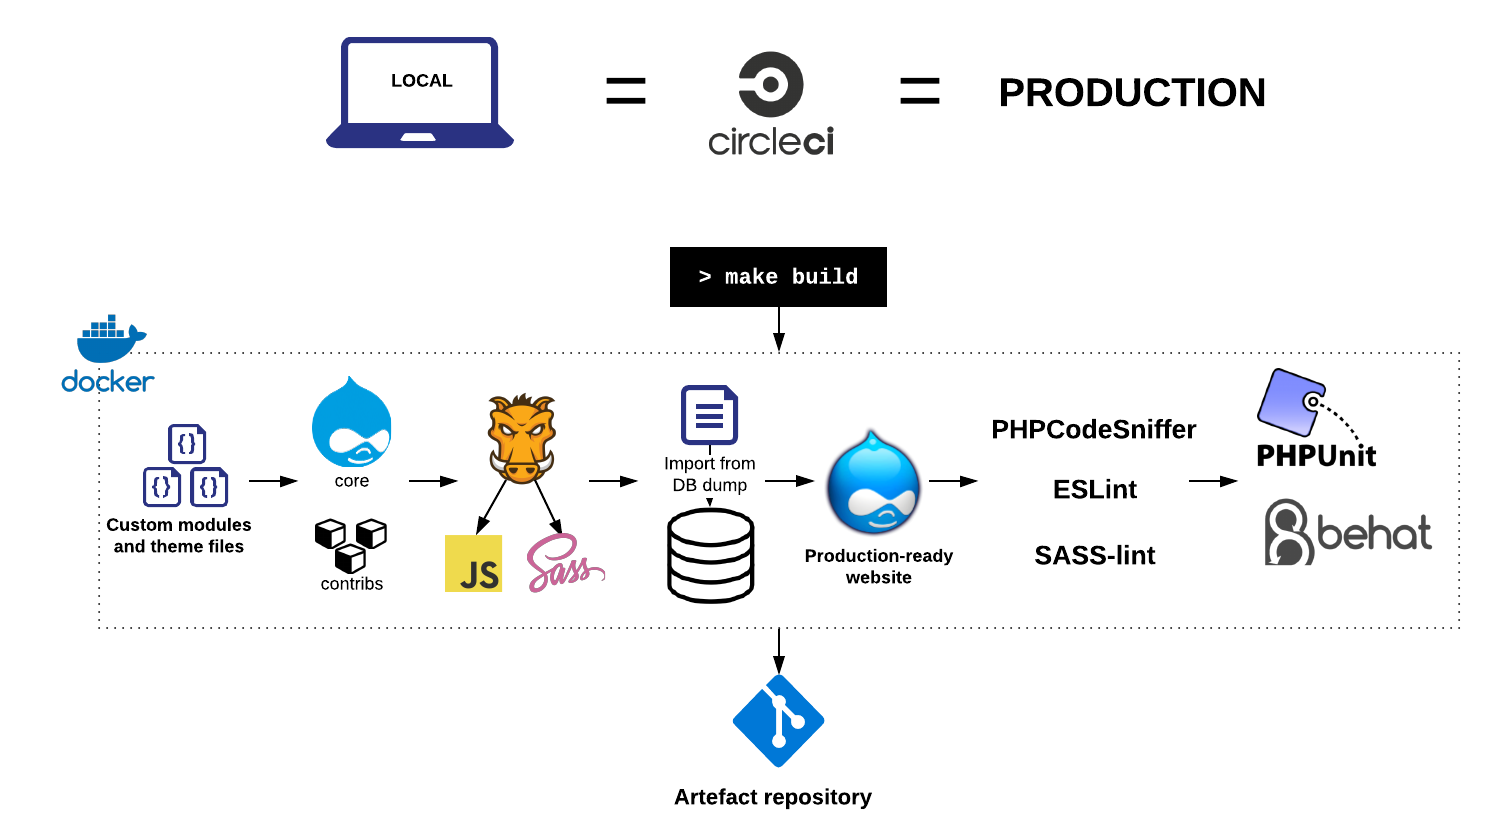 LOCAL
=
circleci
=
PRODUCTION
> make build
docker
{}
{}
{}
Custom modules
and theme files
core
contribs
JS
Sass
Import from
DB dump
Production-ready
website
PHPCodeSniffer
ESLint
SASS-lint
PHPUnit
behat
Artefact repository